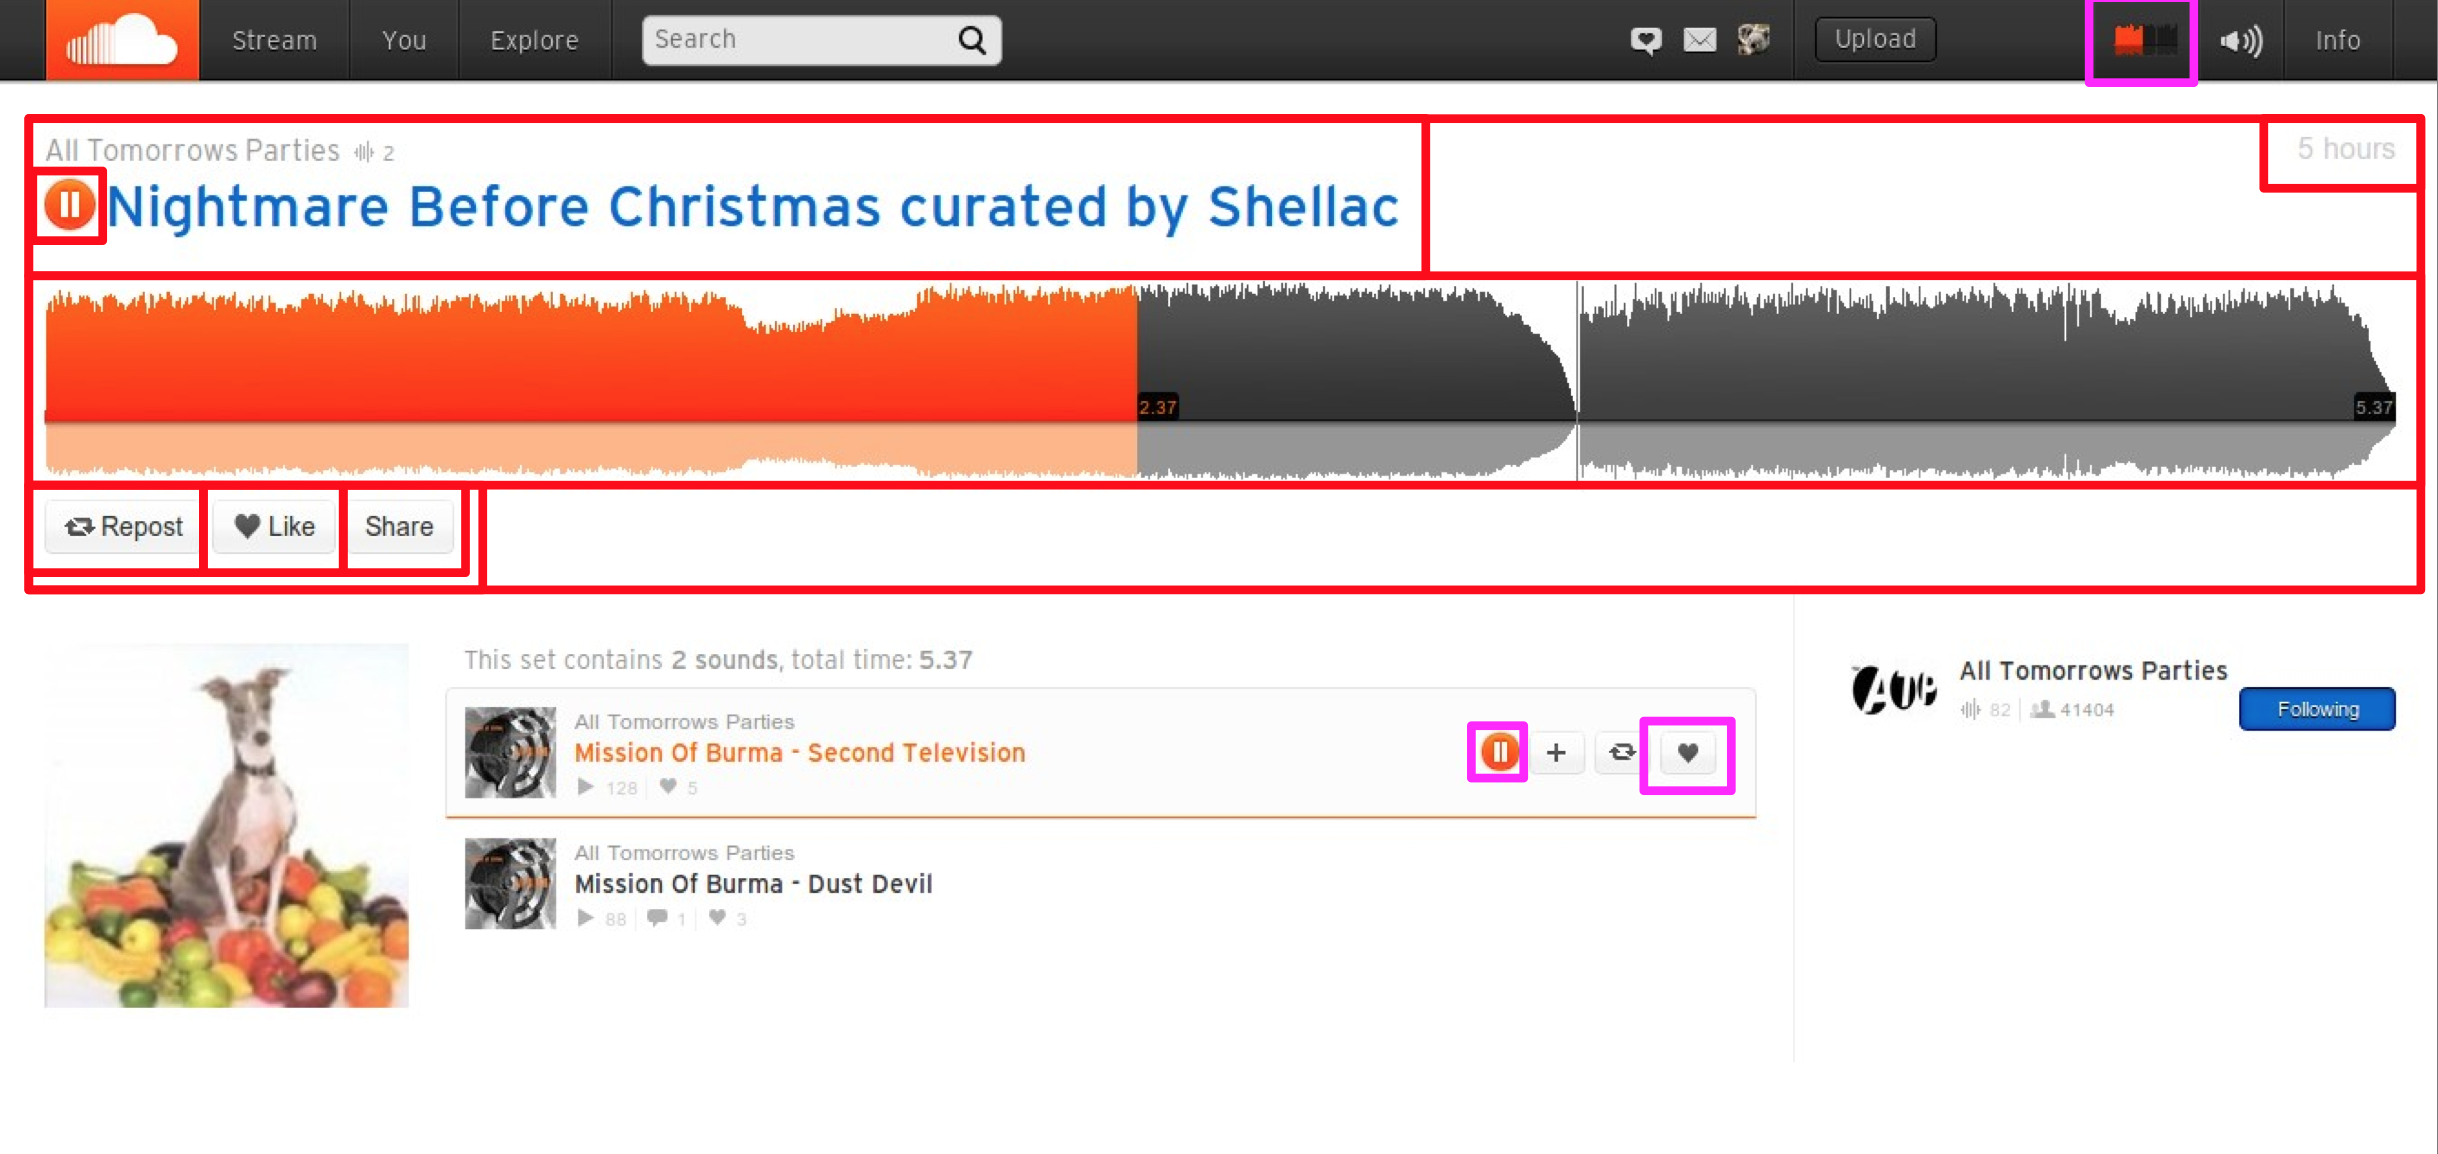 Stream You Explore Search Upload Info
All Tomorrows Parties 2
5 hours
Nightmare Before Christmas curated by Shellac
2.37
5.37
Repost Like Share
This set contains 2 sounds, total time: 5.37
All Tomorrows Parties
Mission Of Burma - Second Television
128 5
All Tomorrows Parties
Mission Of Burma - Dust Devil
88 1 3
All Tomorrows Parties
82 41404
Following